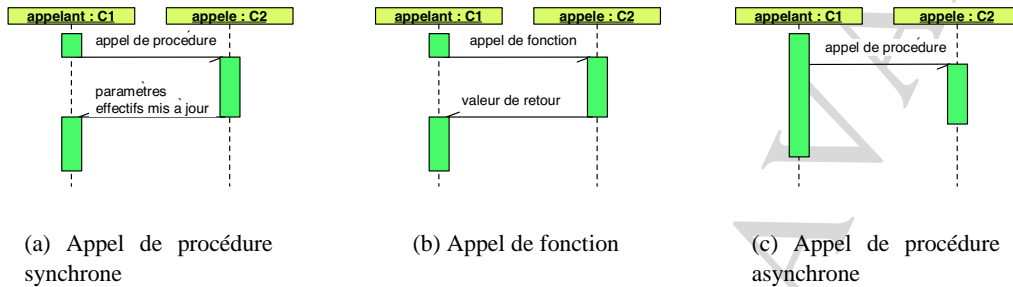 appelant : C1
appele : C2
appel de procédure
paramètres
effectifs mis à jour
(a) Appel de procédure
synchrone
appelant : C1
appele : C2
appel de fonction
valeur de retour
(b) Appel de fonction
appelant : C1
appele : C2
appel de procédure
(c) Appel de procédure
asynchrone